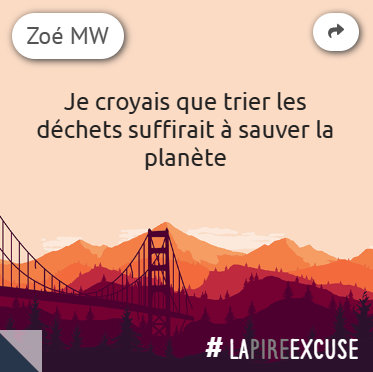 Zoé MW
Je croyais que trier les
déchets suffirait à sauver la
planète
# LAPIREEXCUSE